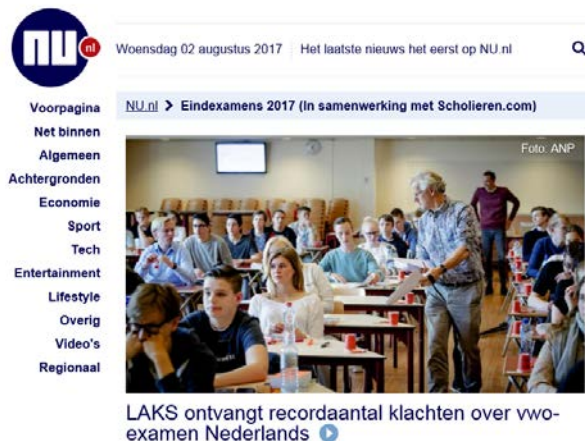 NU
nl
Woensdag 02 augustus 2017
Het laatste nieuws het eerst op NU.nl
Voorpagina
Net binnen
Algemeen
Achtergronden
Economie
Sport
Tech
Entertainment
Lifestyle
Overig
Video's
Regionaal
NU.nl > Eindexamens 2017 (In samenwerking met Scholieren.com)
Foto: ANP
LAKS ontvangt recordaantal klachten over vwo-
examen Nederlands